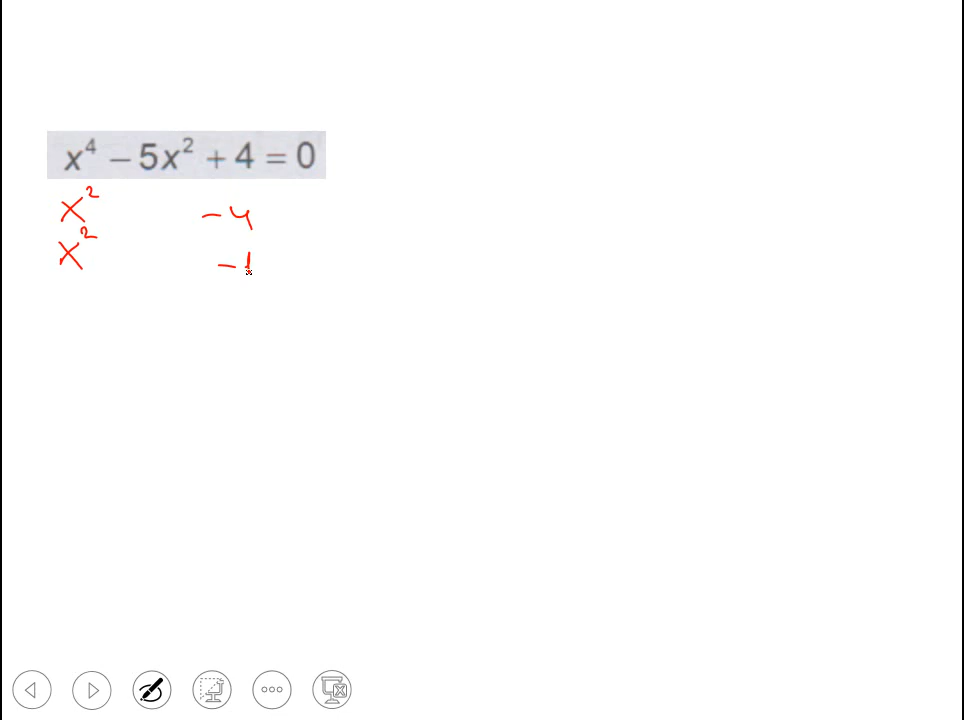 x⁴ − 5x² + 4 = 0
x² −4
x² −1